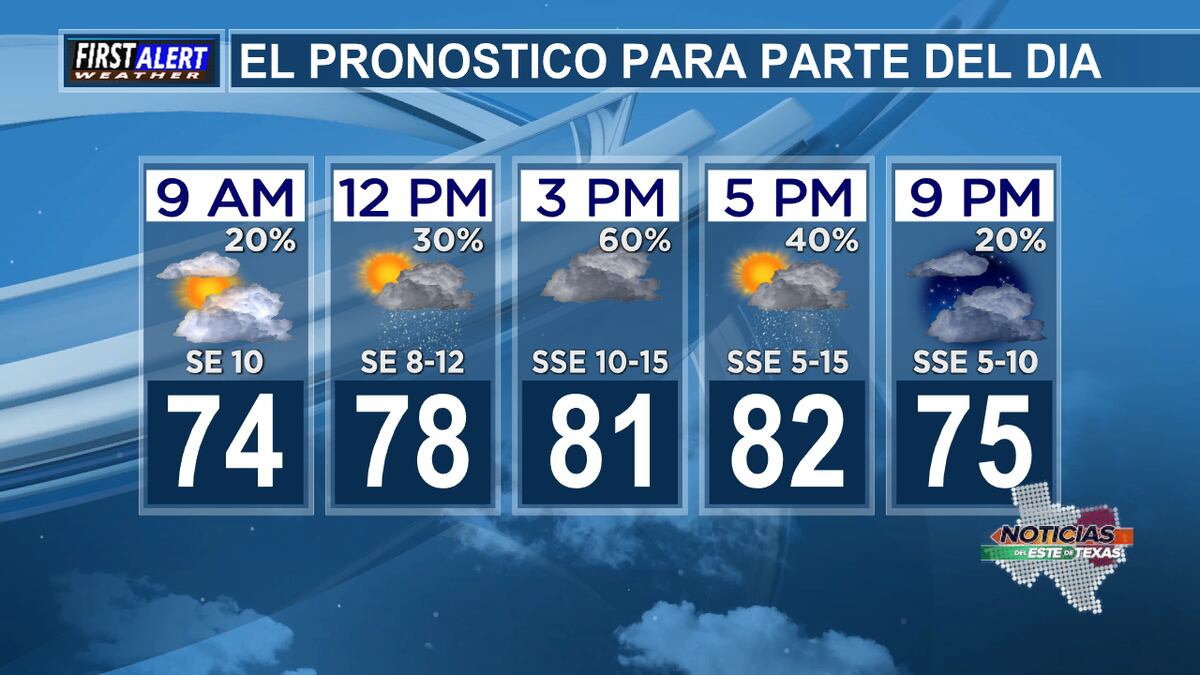 FIRST ALERT
WEATHER
EL PRONOSTICO PARA PARTE DEL DIA
9 AM
20%
SE 10
74
12 PM
30%
SE 8-12
78
3 PM
60%
SSE 10-15
81
5 PM
40%
SSE 5-15
82
9 PM
20%
SSE 5-10
75
NOTICIAS
DEL ESTE DE TEXAS